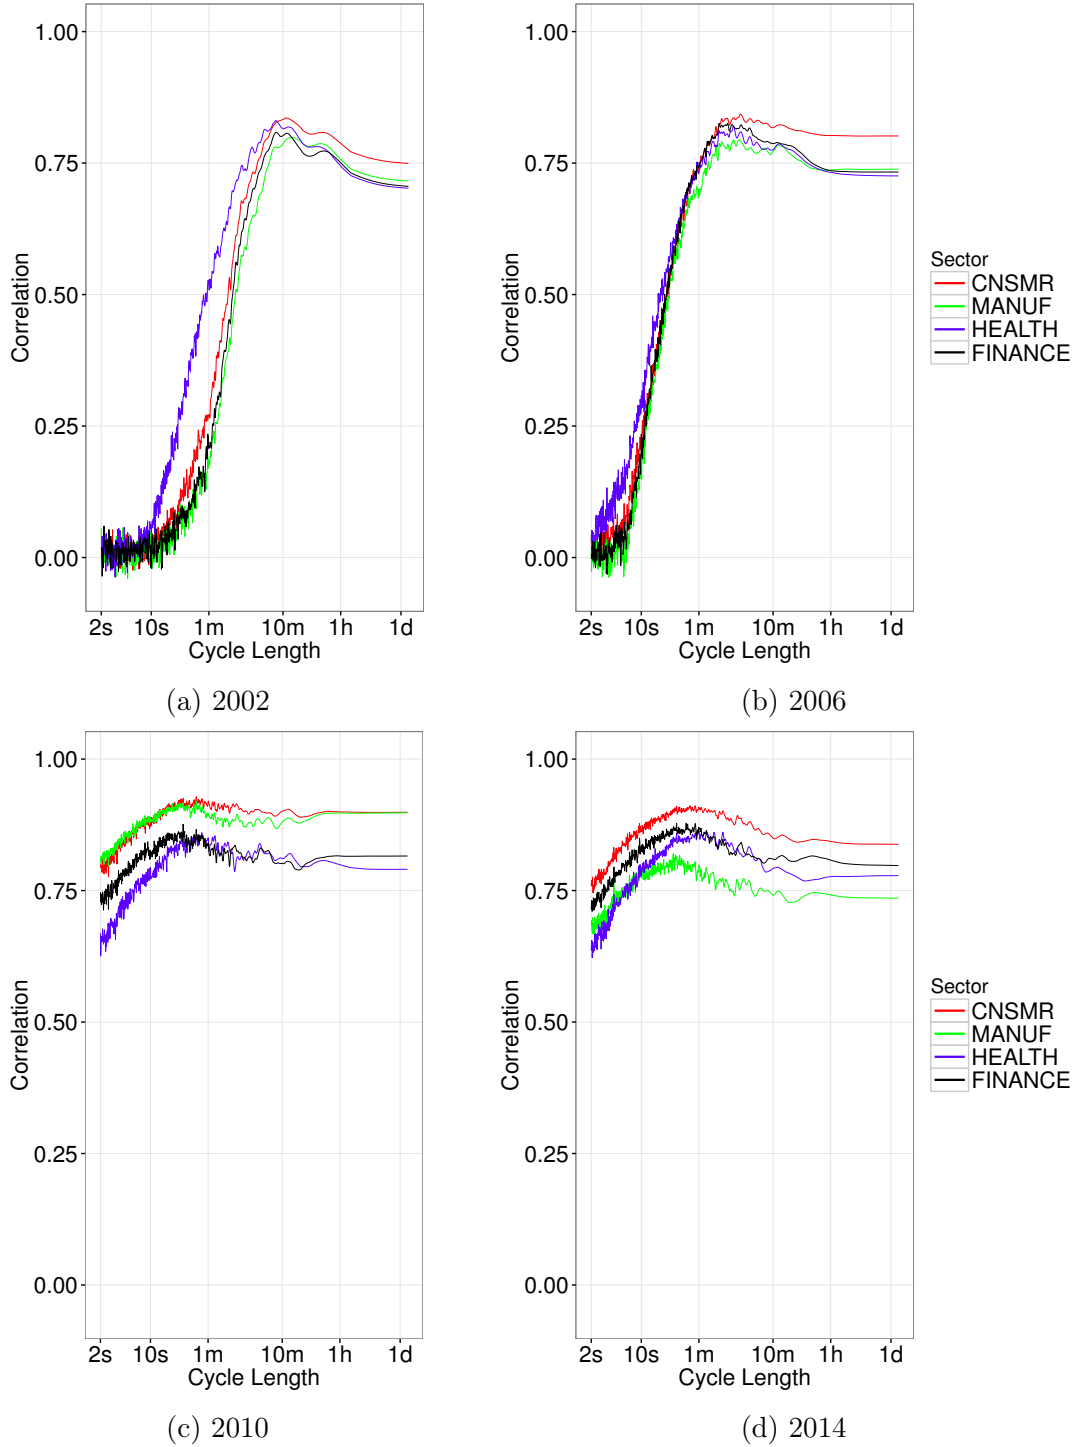 1.00
0.75
0.50
0.25
0.00
Correlation
2s 10s 1m 10m 1h 1d
Cycle Length
(a) 2002
1.00
0.75
0.50
0.25
0.00
Correlation
2s 10s 1m 10m 1h 1d
Cycle Length
(b) 2006
Sector
CNSMR
MANUF
HEALTH
FINANCE
1.00
0.75
0.50
0.25
0.00
Correlation
2s 10s 1m 10m 1h 1d
Cycle Length
(c) 2010
1.00
0.75
0.50
0.25
0.00
Correlation
2s 10s 1m 10m 1h 1d
Cycle Length
(d) 2014
Sector
CNSMR
MANUF
HEALTH
FINANCE